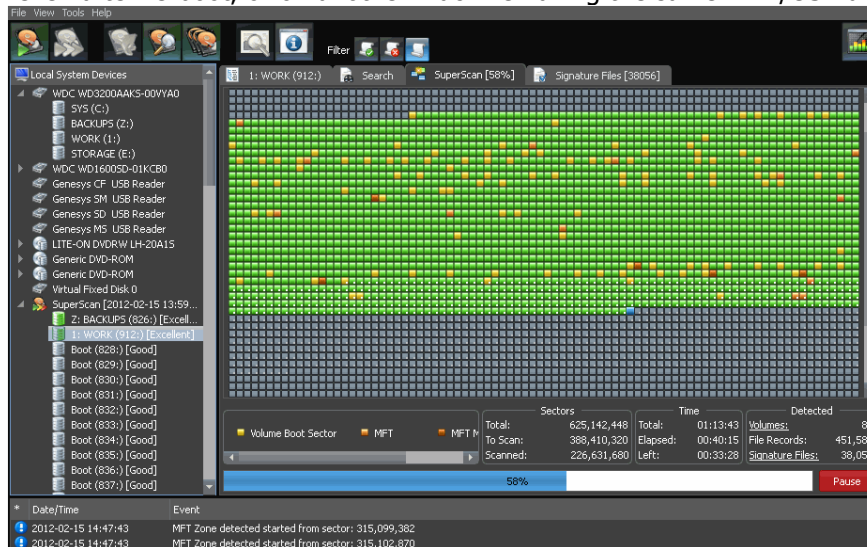 File View Tools Help
Filter
Local System Devices
1: WORK (912:)
Search
SuperScan [58%]
Signature Files [38056]
WDC WD3200AAKS-00VYA0
SYS (C:)
BACKUPS (Z:)
WORK (1:)
STORAGE (E:)
WDC WD1600SD-01KCB0
Genesys CF USB Reader
Genesys SM USB Reader
Genesys SD USB Reader
Genesys MS USB Reader
LITE-ON DVDRW LH-20A1S
Generic DVD-ROM
Generic DVD-ROM
Virtual Fixed Disk 0
SuperScan [2012-02-15 13:59...
Z: BACKUPS (826:) [Excell...
1: WORK (912:) [Excellent]
Boot (828:) [Good]
Boot (829:) [Good]
Boot (830:) [Good]
Boot (831:) [Good]
Boot (832:) [Good]
Boot (833:) [Good]
Boot (834:) [Good]
Boot (835:) [Good]
Boot (836:) [Good]
Boot (837:) [Good]
Volume Boot Sector MFT MFT M
Sectors
Total: 625,142,448
To Scan: 388,410,320
Scanned: 226,631,680
Time
Total: 01:13:43
Elapsed: 00:40:15
Left: 00:33:28
Detected
Volumes: 8
File Records: 451,58
Signature Files: 38,05
58%
Pause
* Date/Time Event
2012-02-15 14:47:43 MFT Zone detected started from sector: 315,099,382
2012-02-15 14:47:43 MFT Zone detected started from sector: 315,102,870